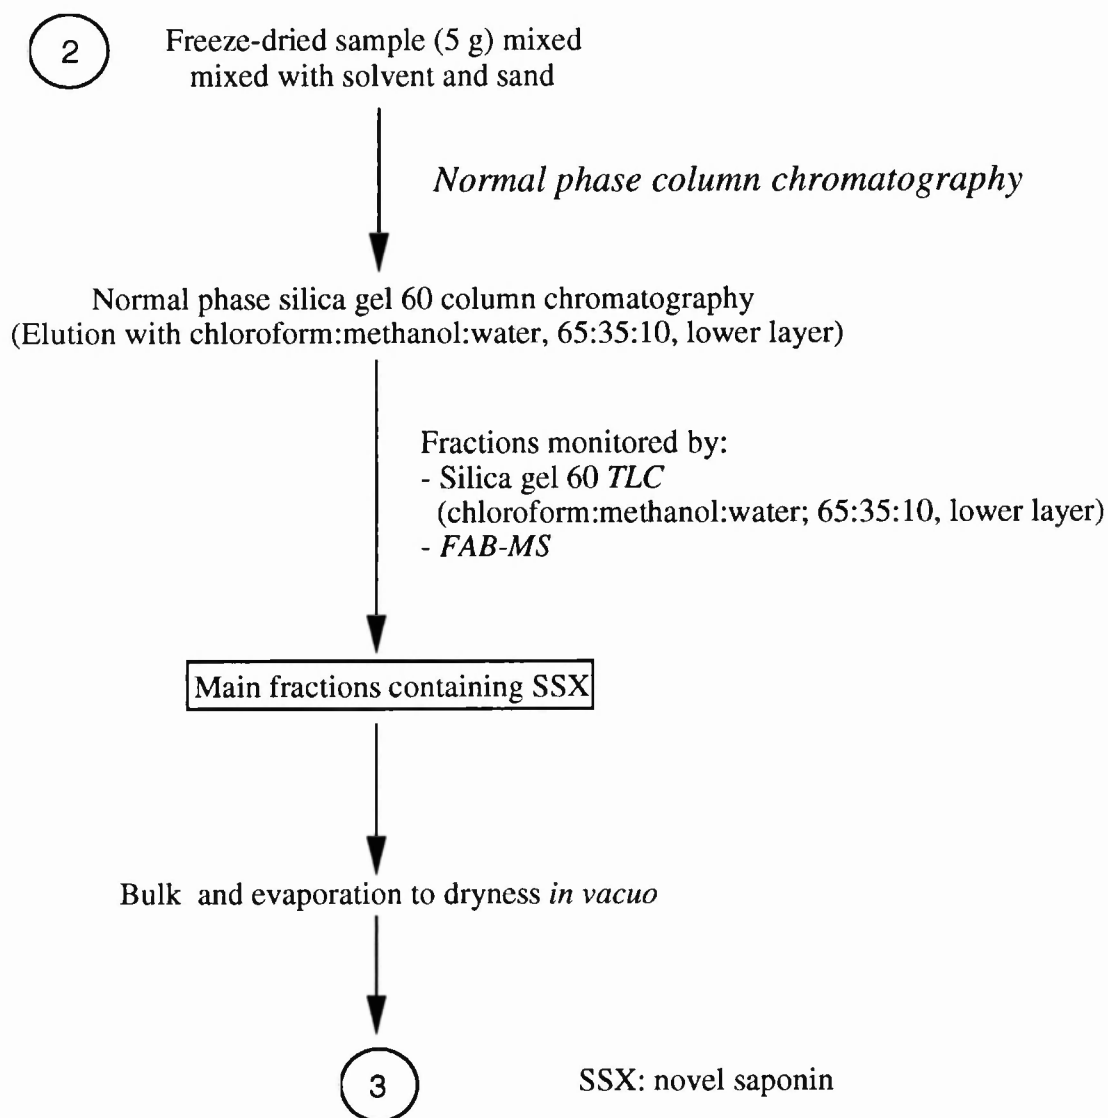 2
Freeze-dried sample (5 g) mixed
mixed with solvent and sand
Normal phase column chromatography
Normal phase silica gel 60 column chromatography
(Elution with chloroform:methanol:water, 65:35:10, lower layer)
Fractions monitored by:
- Silica gel 60 TLC
(chloroform:methanol:water; 65:35:10, lower layer)
- FAB-MS
Main fractions containing SSX
Bulk and evaporation to dryness in vacuo
3
SSX: novel saponin